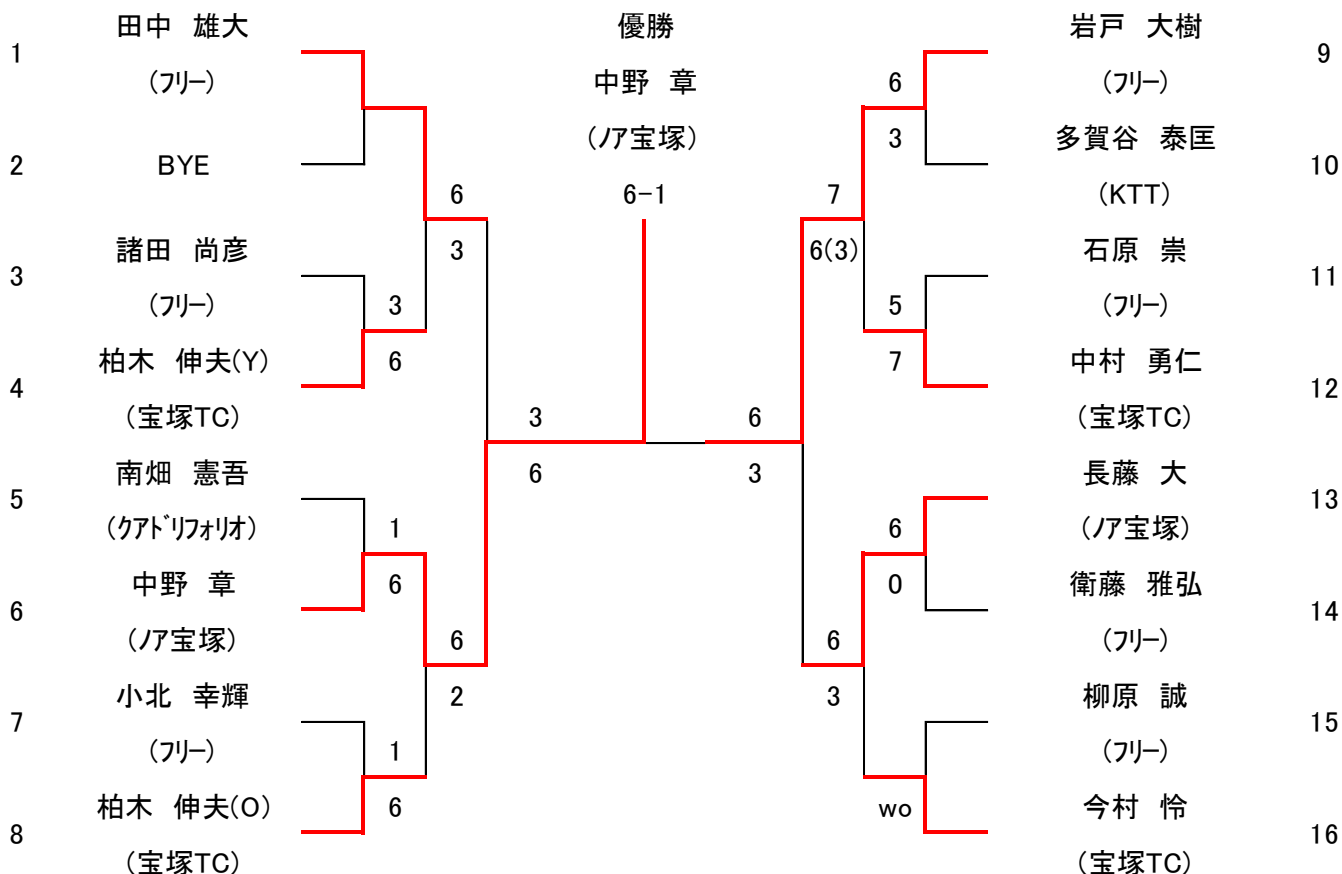 田中 雄大
1
(フリー)
2
BYE
6
諸田 尚彦
3
3
(フリー)
3
柏木 伸夫(Y)
6
4
(宝塚TC)
3
南畑 憲吾
6
5
(クアドリフォリオ)
1
中野 章
6
6
(ノア宝塚)
6
小北 幸輝
2
7
(フリー)
1
柏木 伸夫(O)
6
8
(宝塚TC)
優勝
中野 章
(ノア宝塚)
6-1
岩戸 大樹
9
6
(フリー)
3
多賀谷 泰匡
10
7
(KTT)
6(3)
石原 崇
11
5
(フリー)
7
中村 勇仁
12
6
(宝塚TC)
3
長藤 大
13
6
(ノア宝塚)
0
衛藤 雅弘
14
6
(フリー)
3
柳原 誠
15
(フリー)
wo
今村 怜
16
(宝塚TC)